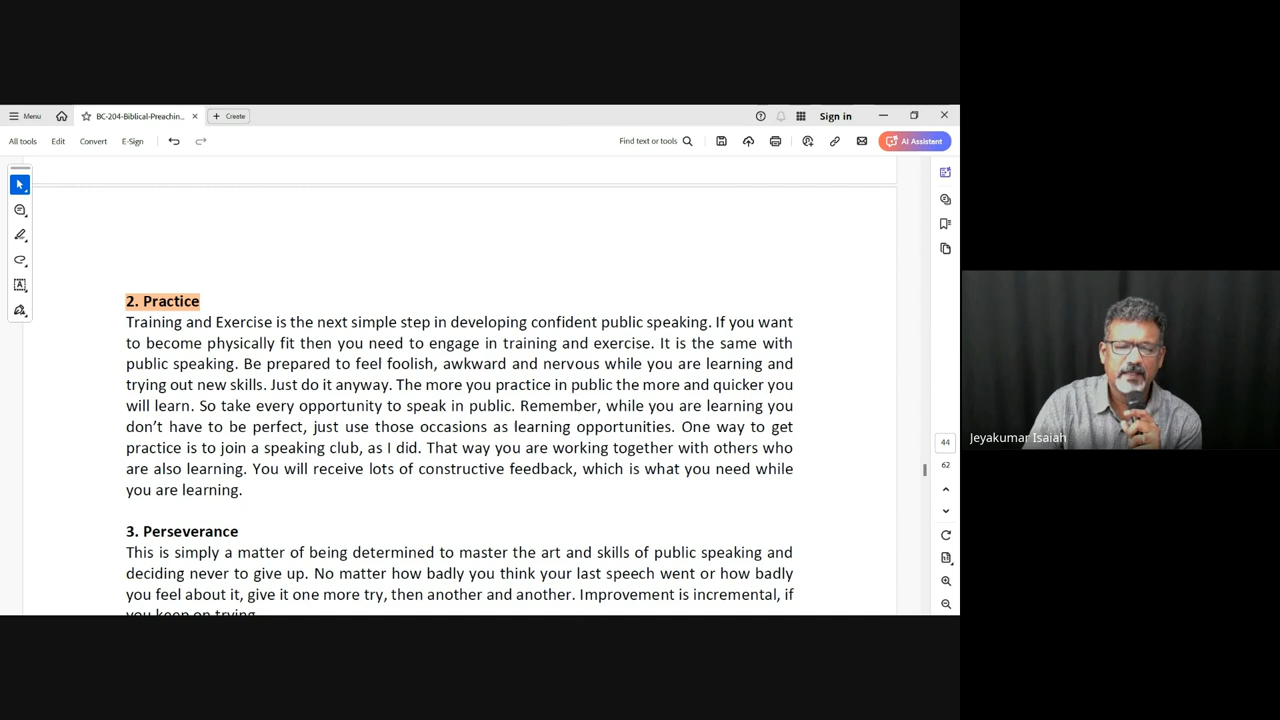 Menu
BC-204-Biblical-Preachin...
Create
Sign in
All tools
Edit
Convert
E-Sign
Find text or tools
AI Assistant
2. Practice
Training and Exercise is the next simple step in developing confident public speaking. If you want
to become physically fit then you need to engage in training and exercise. It is the same with
public speaking. Be prepared to feel foolish, awkward and nervous while you are learning and
trying out new skills. Just do it anyway. The more you practice in public the more and quicker you
will learn. So take every opportunity to speak in public. Remember, while you are learning you
don’t have to be perfect, just use those occasions as learning opportunities. One way to get
practice is to join a speaking club, as I did. That way you are working together with others who
are also learning. You will receive lots of constructive feedback, which is what you need while
you are learning.
3. Perseverance
This is simply a matter of being determined to master the art and skills of public speaking and
deciding never to give up. No matter how badly you think your last speech went or how badly
you feel about it, give it one more try, then another and another. Improvement is incremental, if
you keep on trying.
44
62
Jeyakumar Isaiah